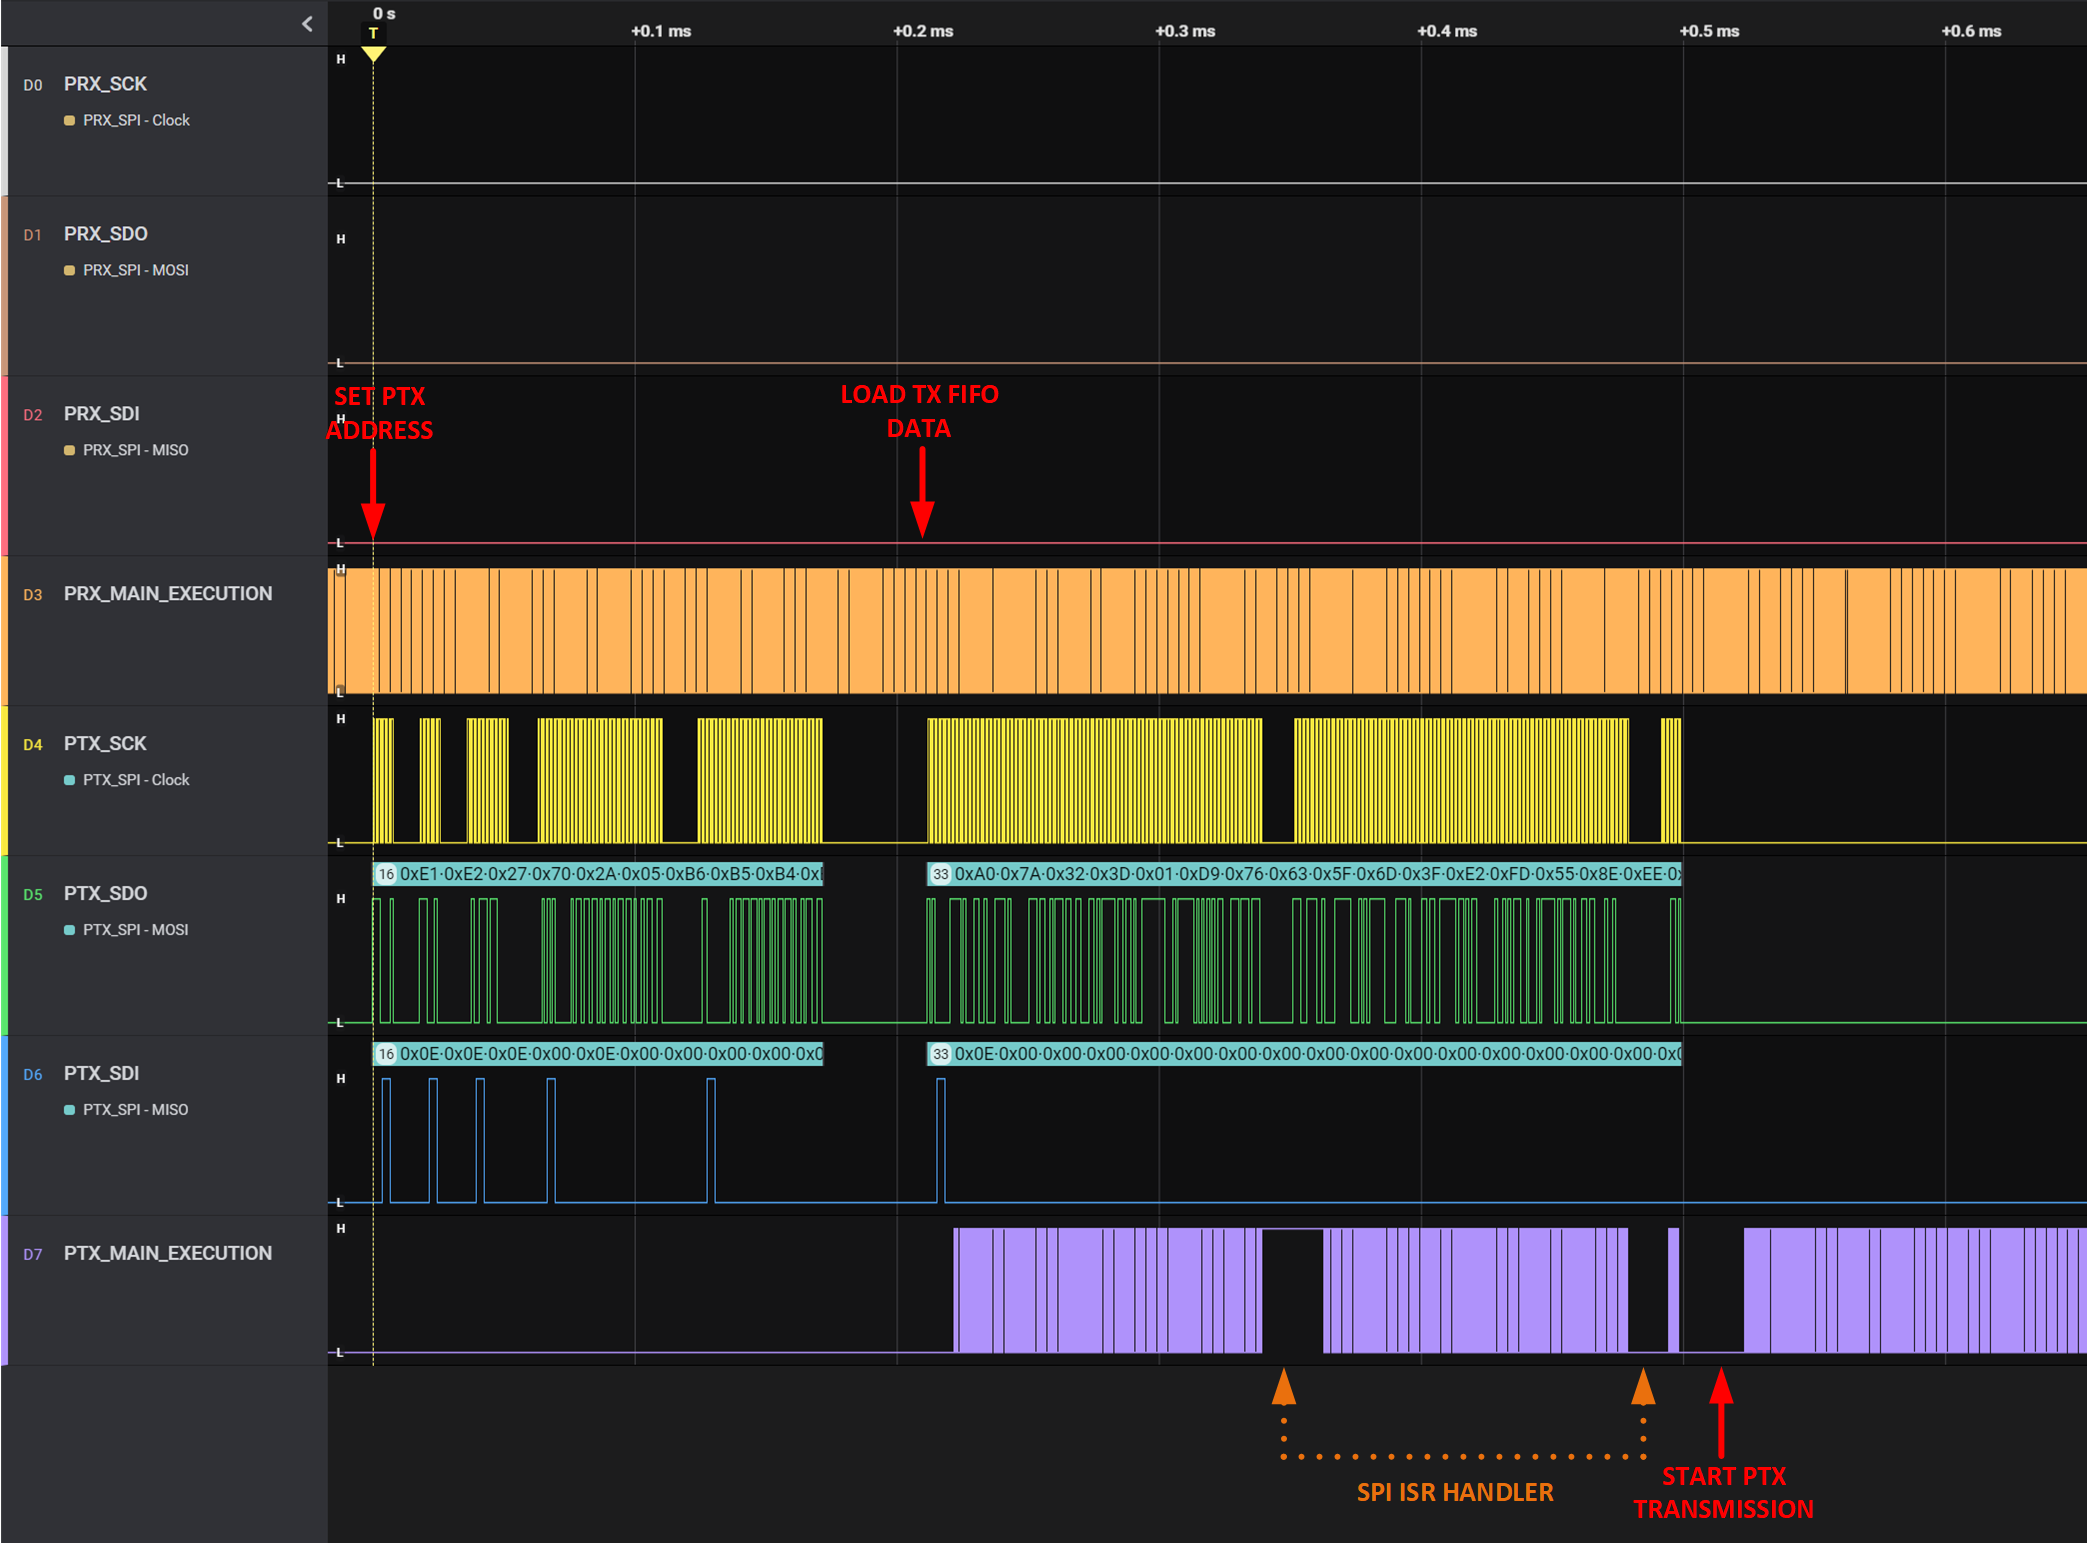 0 s
T
+0.1 ms
+0.2 ms
+0.3 ms
+0.4 ms
+0.5 ms
+0.6 ms
D0 PRX_SCK
PRX_SPI - Clock
H
L
D1 PRX_SDO
PRX_SPI - MOSI
H
L
D2 PRX_SDI
PRX_SPI - MISO
H
L
SET PTX
ADDRESS
LOAD TX FIFO
DATA
D3 PRX_MAIN_EXECUTION
H
L
D4 PTX_SCK
PTX_SPI - Clock
H
L
D5 PTX_SDO
PTX_SPI - MOSI
16 0xE1·0xE2·0x27·0x70·0x2A·0x05·0xB6·0xB5·0xB4·0x
33 0xA0·0x7A·0x32·0x3D·0x01·0xD9·0x76·0x63·0x5F·0x6D·0x3F·0xE2·0xFD·0x55·0x8E·0xEE·0x
H
L
D6 PTX_SDI
PTX_SPI - MISO
16 0x0E·0x0E·0x0E·0x00·0x0E·0x00·0x00·0x00·0x00·0x0
33 0x0E·0x00·0x00·0x00·0x00·0x00·0x00·0x00·0x00·0x00·0x00·0x00·0x00·0x00·0x00·0x00·0x0
H
L
D7 PTX_MAIN_EXECUTION
H
L
SPI ISR HANDLER
START PTX
TRANSMISSION